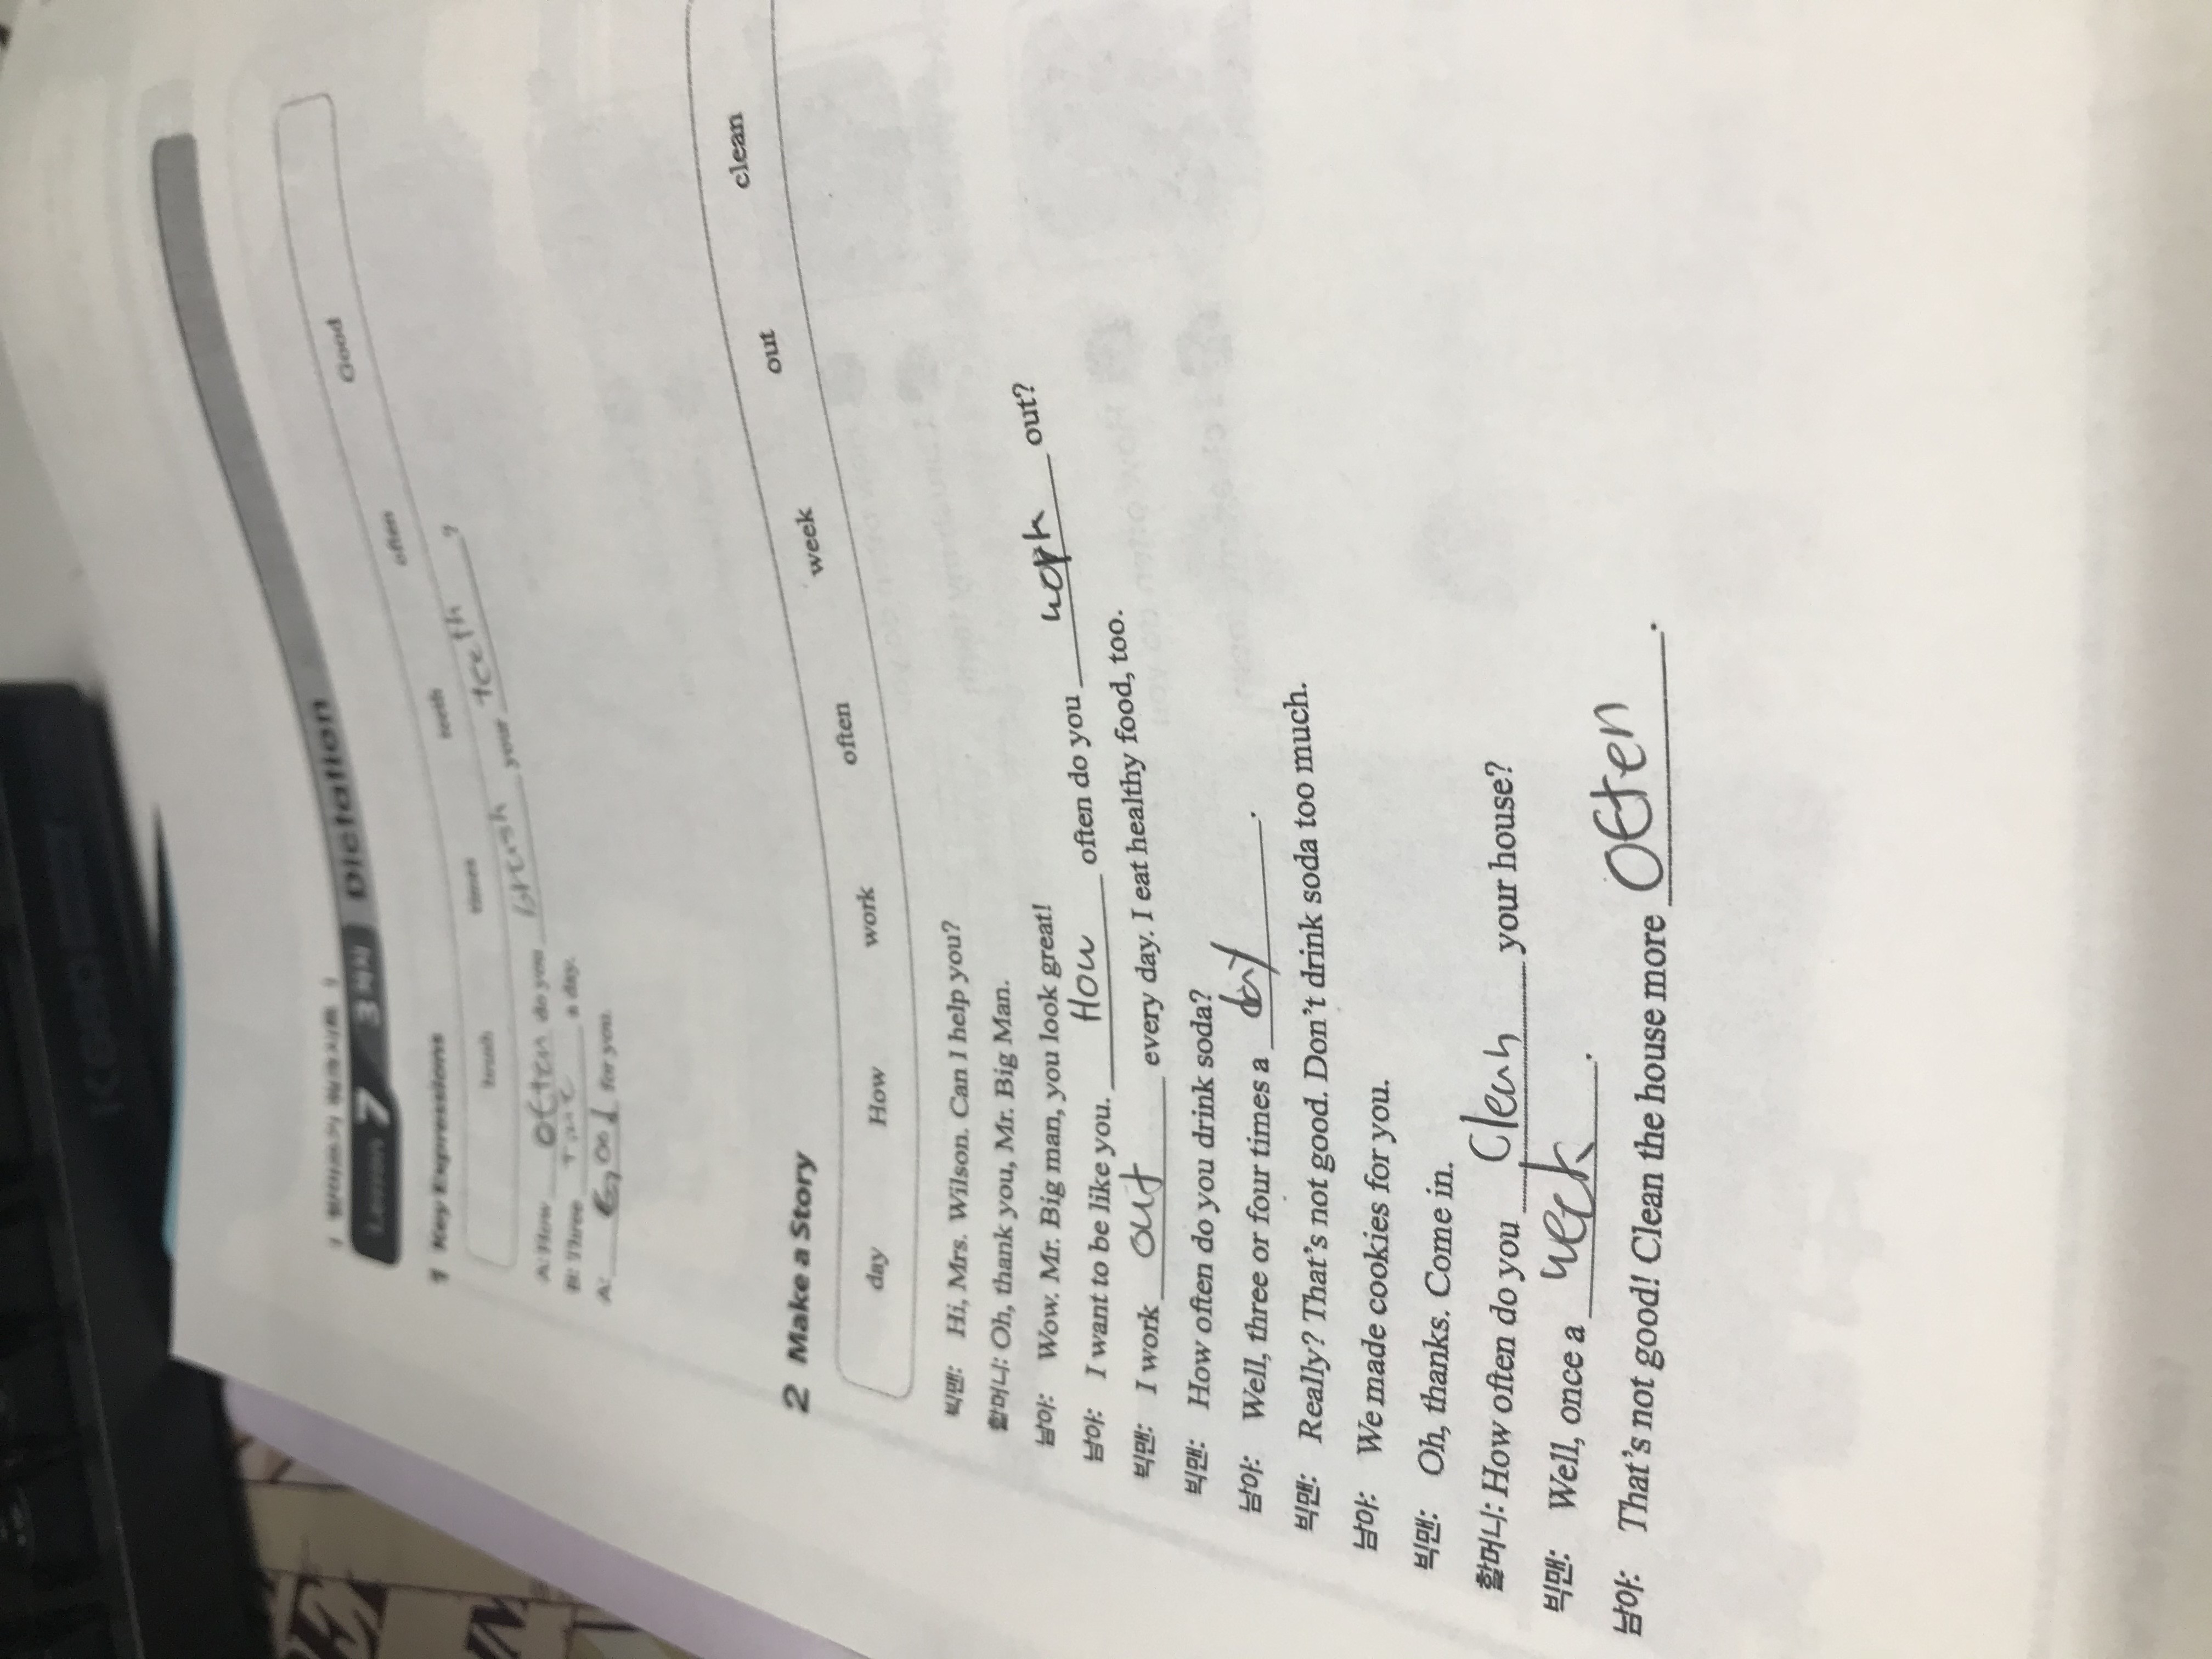 Keen
Lesson 7 3차시 Dictation
1 Key Expressions
brush times teeth often Good
A: How often do you brush your teeth ?
B: Three time a day.
A: Good for you.
2 Make a Story
day How work often week out clean
빅맨: Hi, Mrs. Wilson. Can I help you?
할머니: Oh, thank you, Mr. Big Man.
남아: Wow. Mr. Big man, you look great!
남아: I want to be like you. How often do you work out?
빅맨: I work out every day. I eat healthy food, too.
빅맨: How often do you drink soda?
남아: Well, three or four times a day.
빅맨: Really? That's not good. Don't drink soda too much.
남아: We made cookies for you.
빅맨: Oh, thanks. Come in.
할머니: How often do you clean your house?
빅맨: Well, once a week.
남아: That's not good! Clean the house more often.